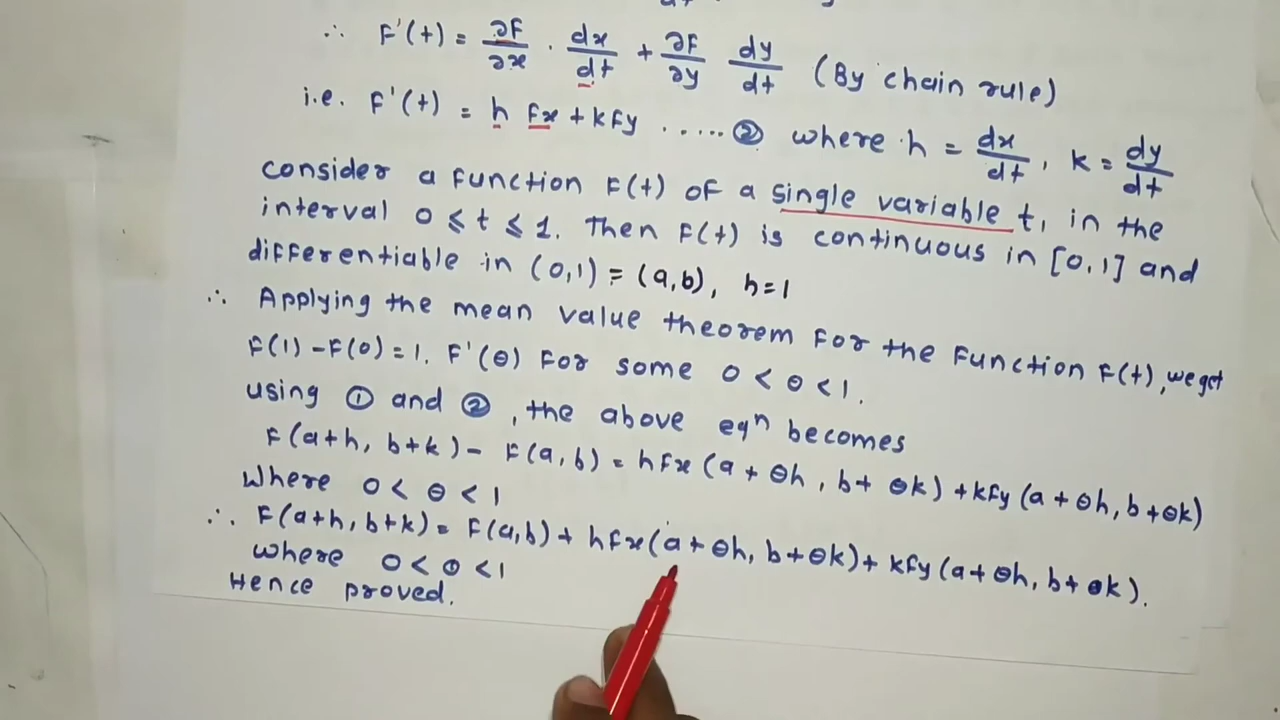 ∴ F'(t) = ∂F/∂x . dx/dt + ∂F/∂y dy/dt (By chain rule)
i.e. F'(t) = h fx + kfy ...... ② where h = dx/dt, k = dy/dt
consider a function F(t) of a single variable t, in the
interval 0 ≤ t ≤ 1. Then F(t) is continuous in [0,1] and
differentiable in (0,1) = (a,b), h=1
∴ Applying the mean value theorem for the function F(t), we get
F(1) - F(0) = 1. F'(θ) for some 0 < θ < 1.
using ① and ②, the above eqⁿ becomes
F(a+h, b+k) - F(a,b) = hfx (a + θh, b + θk) + kfy (a + θh, b+θk)
where 0 < θ < 1
∴ F(a+h, b+k) = F(a,b) + hfx(a + θh, b+θk) + kfy (a+θh, b+θk).
where 0 < θ < 1
Hence proved.